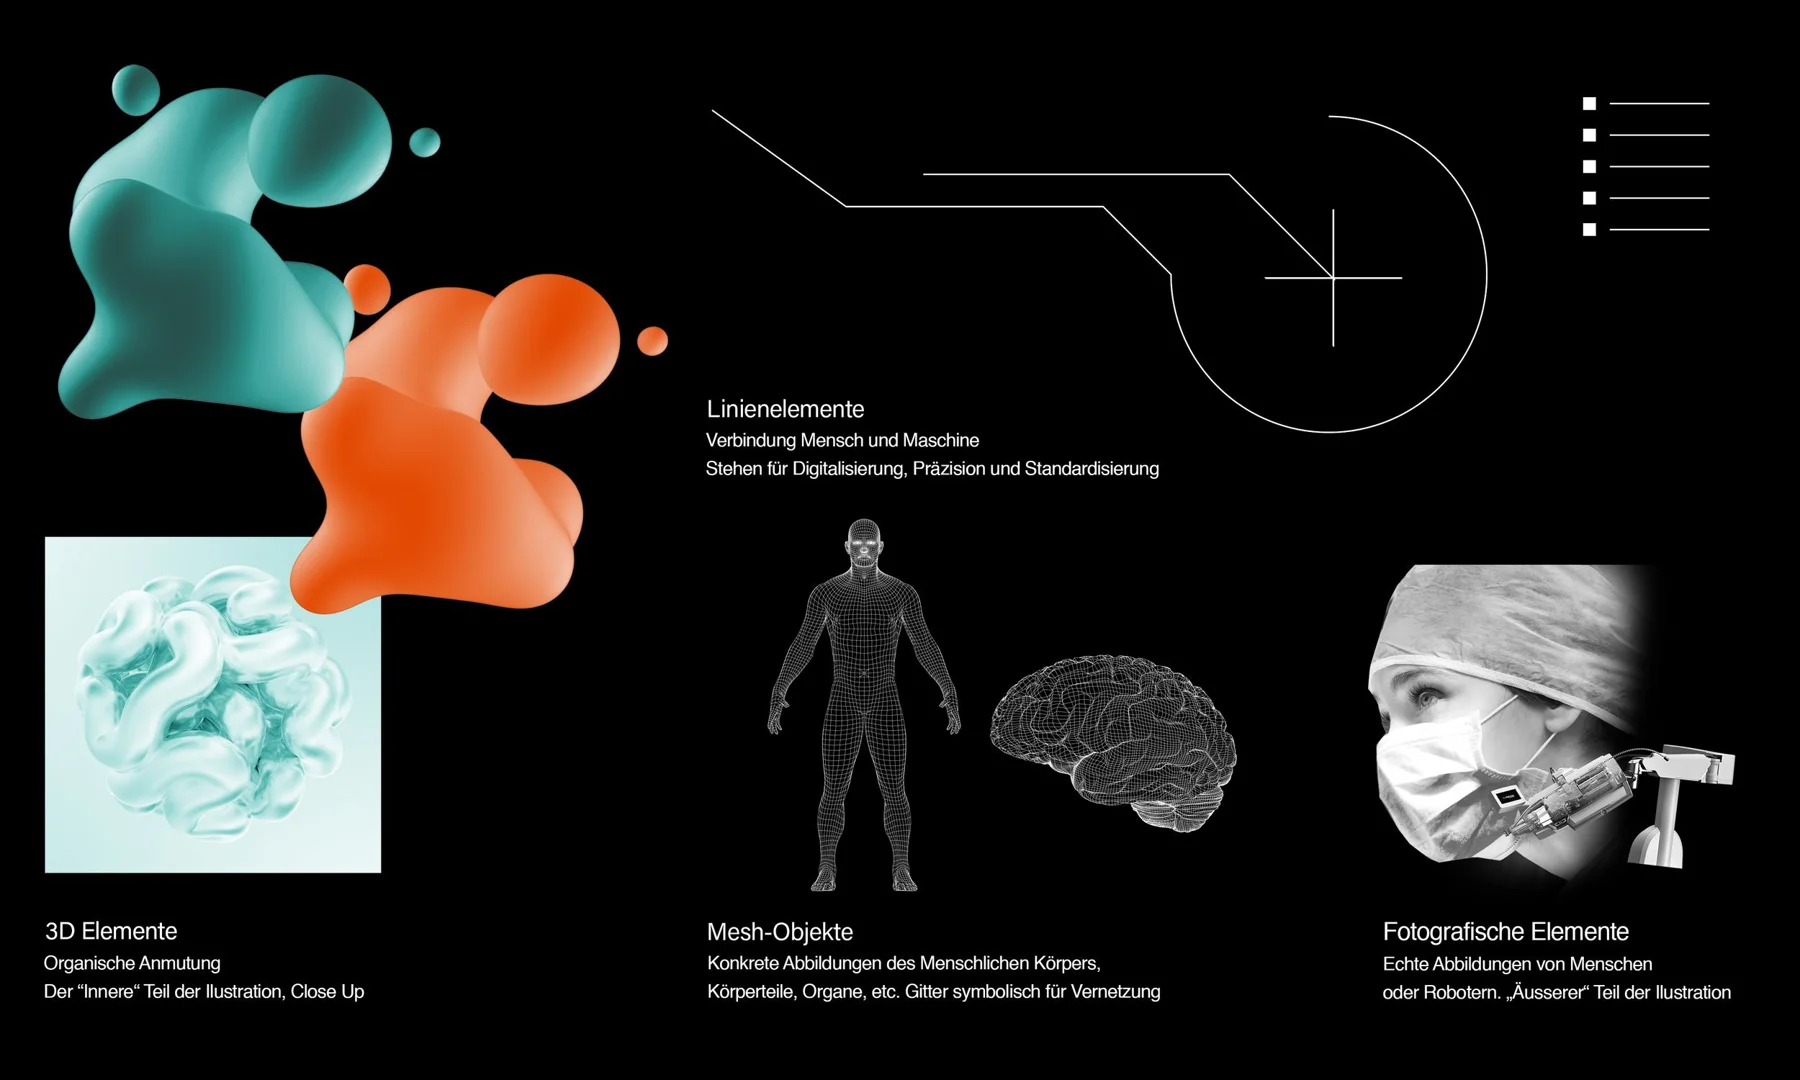 Linienelemente
Verbindung Mensch und Maschine
Stehen für Digitalisierung, Präzision und Standardisierung
3D Elemente
Organische Anmutung
Der “Innere“ Teil der Ilustration, Close Up
Mesh-Objekte
Konkrete Abbildungen des Menschlichen Körpers,
Körperteile, Organe, etc. Gitter symbolisch für Vernetzung
Fotografische Elemente
Echte Abbildungen von Menschen
oder Robotern. „Äusserer“ Teil der Ilustration